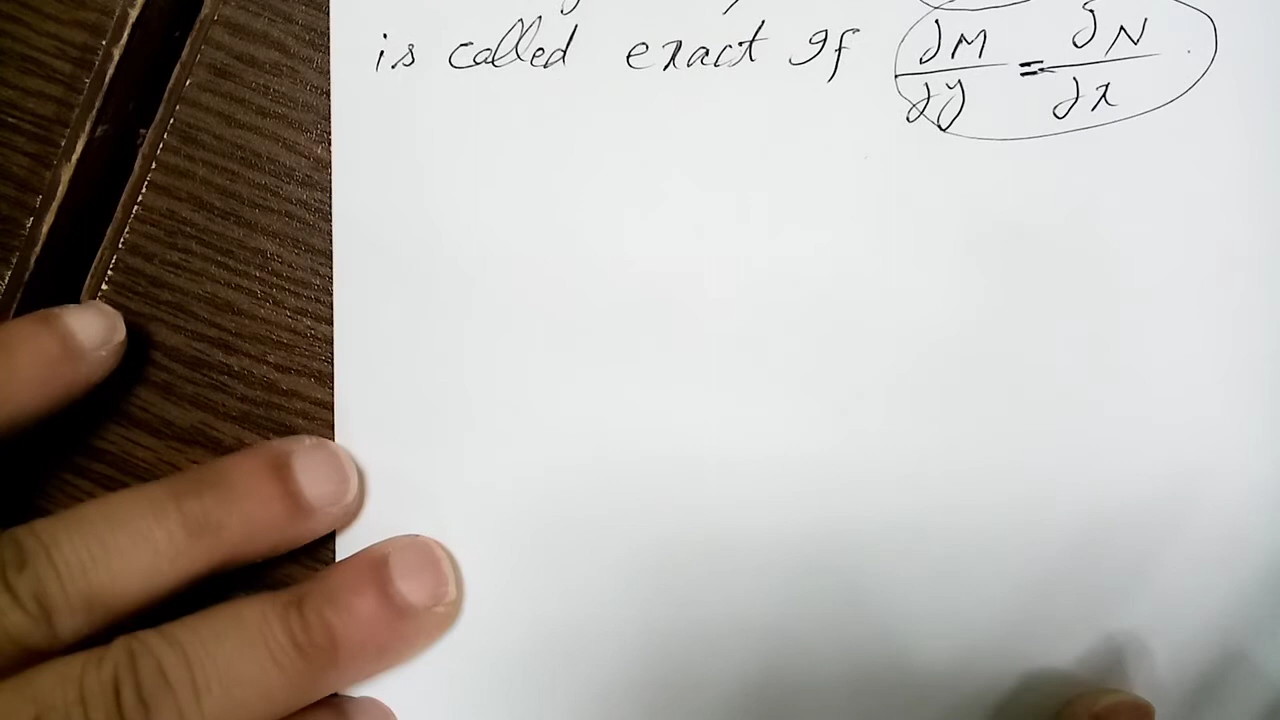 is called exact If ∂M/∂y = ∂N/∂x